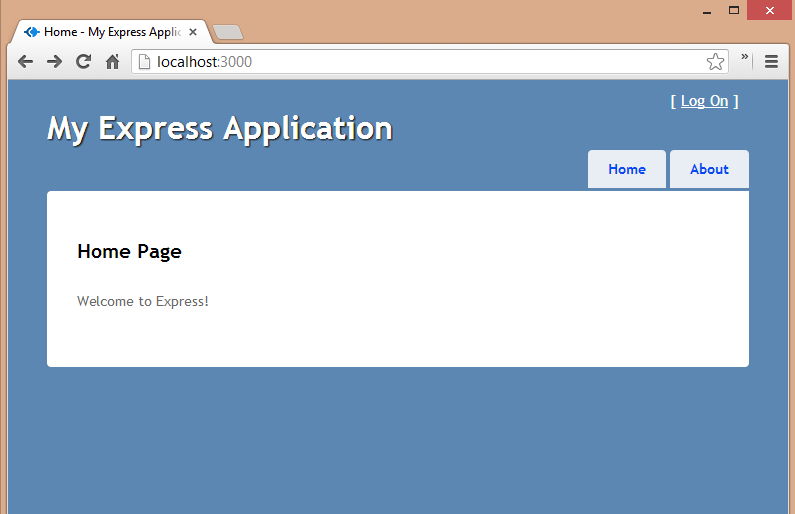 Home - My Express Applic
localhost:3000
»
[ Log On ]
My Express Application
Home
About
Home Page
Welcome to Express!